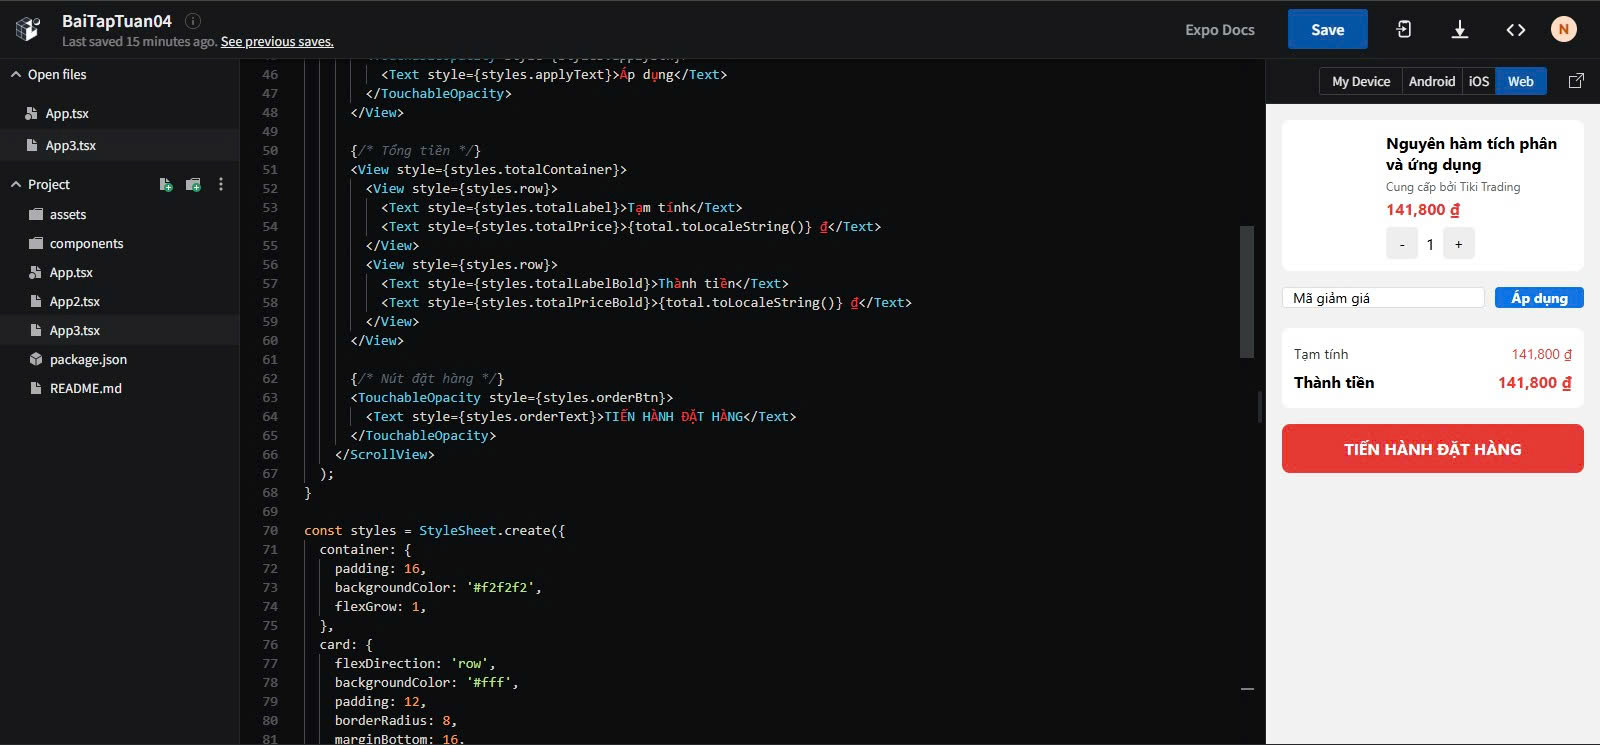 BaiTapTuan04
Last saved 15 minutes ago. See previous saves.
Expo Docs
Save
N
Open files
App.tsx
App3.tsx
Project
assets
components
App.tsx
App2.tsx
App3.tsx
package.json
README.md
46 <Text style={styles.applyText}>Áp dụng</Text>
47 </TouchableOpacity>
48 </View>
49
50 {/* Tổng tiền */}
51 <View style={styles.totalContainer}>
52 <View style={styles.row}>
53 <Text style={styles.totalLabel}>Tạm tính</Text>
54 <Text style={styles.totalPrice}>{total.toLocaleString()} ₫</Text>
55 </View>
56 <View style={styles.row}>
57 <Text style={styles.totalLabelBold}>Thành tiền</Text>
58 <Text style={styles.totalPriceBold}>{total.toLocaleString()} ₫</Text>
59 </View>
60 </View>
61
62 {/* Nút đặt hàng */}
63 <TouchableOpacity style={styles.orderBtn}>
64 <Text style={styles.orderText}>TIẾN HÀNH ĐẶT HÀNG</Text>
65 </TouchableOpacity>
66 </ScrollView>
67 );
68 }
69
70 const styles = StyleSheet.create({
71 container: {
72 padding: 16,
73 backgroundColor: '#f2f2f2',
74 flexGrow: 1,
75 },
76 card: {
77 flexDirection: 'row',
78 backgroundColor: '#fff',
79 padding: 12,
80 borderRadius: 8,
81 marginBottom: 16,
My Device
Android
iOS
Web
Nguyên hàm tích phân
và ứng dụng
Cung cấp bởi Tiki Trading
141,800 ₫
- 1 +
Mã giảm giá
Áp dụng
Tạm tính 141,800 ₫
Thành tiền 141,800 ₫
TIẾN HÀNH ĐẶT HÀNG